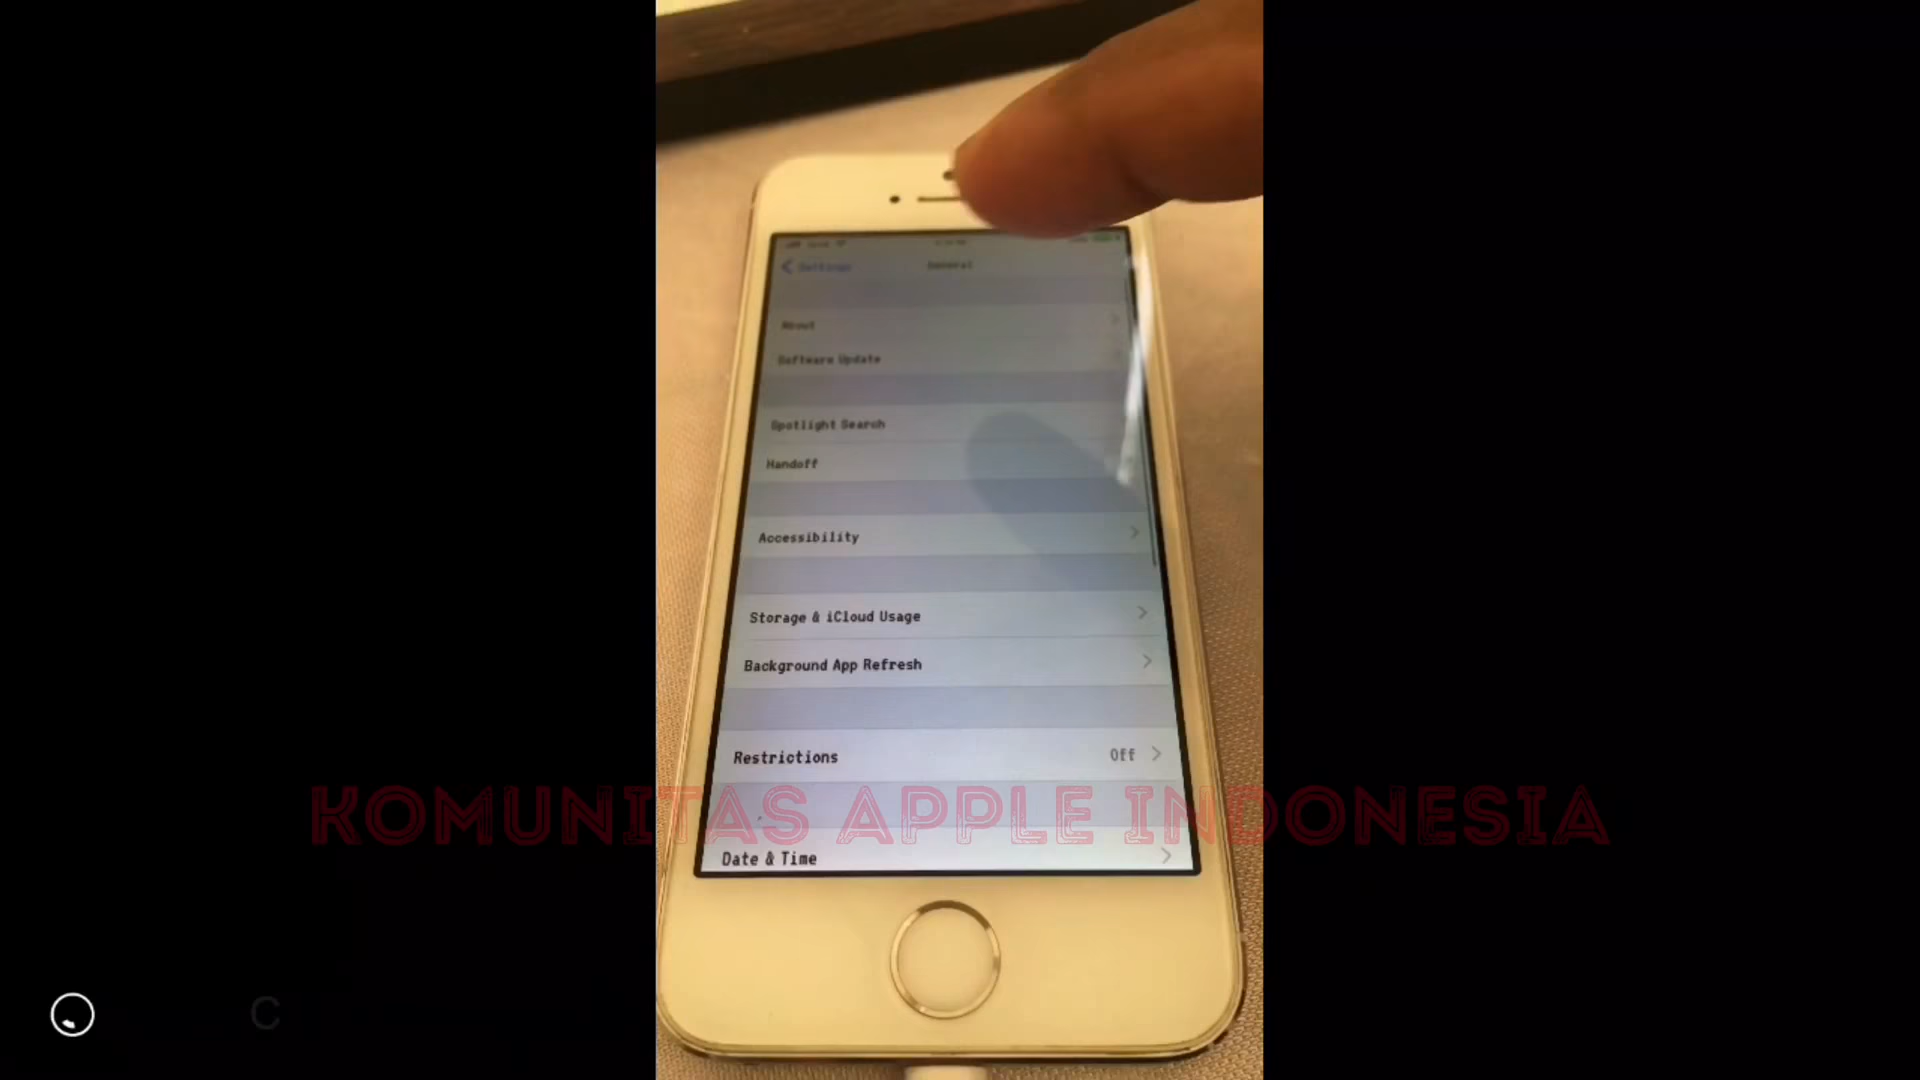 Settings
General
About
Software Update
Spotlight Search
Handoff
Accessibility
Storage & iCloud Usage
Background App Refresh
Restrictions Off
KOMUNITAS APPLE INDONESIA
Date & Time
C